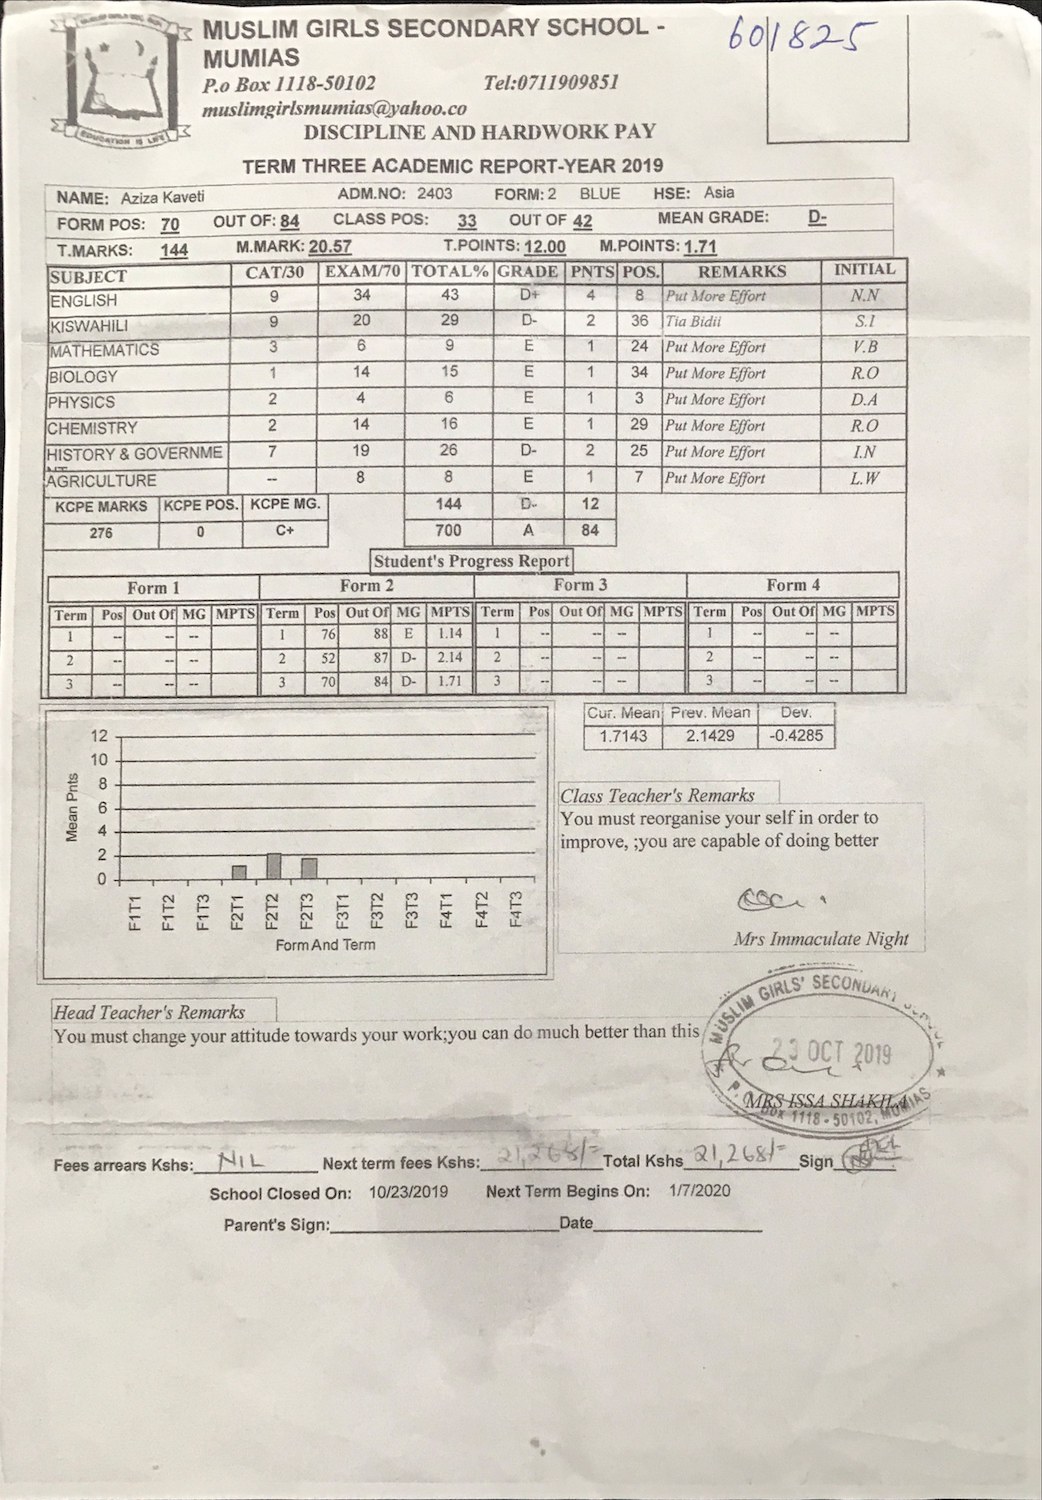 601825
MUSLIM GIRLS SECONDARY SCHOOL -
MUMIAS
P.o Box 1118-50102 Tel:0711909851
muslimgirlsmumias@yahoo.co
EDUCATION IS LIFE
DISCIPLINE AND HARDWORK PAY
TERM THREE ACADEMIC REPORT-YEAR 2019
NAME: Aziza Kaveti ADM.NO: 2403 FORM: 2 BLUE HSE: Asia
FORM POS: 70 OUT OF: 84 CLASS POS: 33 OUT OF 42 MEAN GRADE: D-
T.MARKS: 144 M.MARK: 20.57 T.POINTS: 12.00 M.POINTS: 1.71
SUBJECT CAT/30 EXAM/70 TOTAL% GRADE PNTS POS. REMARKS INITIAL
ENGLISH 9 34 43 D+ 4 8 Put More Effort N.N
KISWAHILI 9 20 29 D- 2 36 Tia Bidii S.I
MATHEMATICS 3 6 9 E 1 24 Put More Effort V.B
BIOLOGY 1 14 15 E 1 34 Put More Effort R.O
PHYSICS 2 4 6 E 1 3 Put More Effort D.A
CHEMISTRY 2 14 16 E 1 29 Put More Effort R.O
HISTORY & GOVERNME 7 19 26 D- 2 25 Put More Effort I.N
AGRICULTURE -- 8 8 E 1 7 Put More Effort L.W
KCPE MARKS KCPE POS. KCPE MG. 144 D- 12
276 0 C+ 700 A 84
Student's Progress Report
Form 1 Form 2 Form 3 Form 4
Term Pos Out Of MG MPTS Term Pos Out Of MG MPTS Term Pos Out Of MG MPTS Term Pos Out Of MG MPTS
1 -- -- -- 1 76 88 E 1.14 1 -- -- -- 1 -- -- --
2 -- -- -- 2 52 87 D- 2.14 2 -- -- -- 2 -- -- --
3 -- -- -- 3 70 84 D- 1.71 3 -- -- -- 3 -- -- --
Cur. Mean Prev. Mean Dev.
1.7143 2.1429 -0.4285
Mean Pnts
12
10
8
6
4
2
0
F1T1 F1T2 F1T3 F2T1 F2T2 F2T3 F3T1 F3T2 F3T3 F4T1 F4T2 F4T3
Form And Term
Class Teacher's Remarks
You must reorganise your self in order to
improve, ;you are capable of doing better
Mrs Immaculate Night
Head Teacher's Remarks
You must change your attitude towards your work;you can do much better than this
MUSLIM GIRLS' SECONDARY SCHOOL
23 OCT 2019
MRS ISSA SHAKILA
P. O Box 1118 - 50102, MUMIAS
Fees arrears Kshs: NIL Next term fees Kshs: 21,268/= Total Kshs 21,268/= Sign
School Closed On: 10/23/2019 Next Term Begins On: 1/7/2020
Parent's Sign: Date